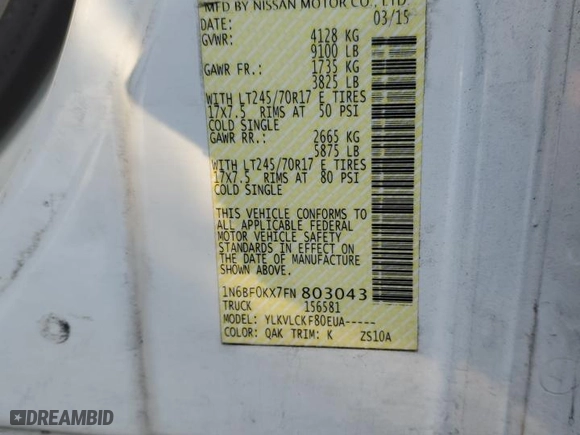 MFD BY NISSAN MOTOR CO., LTD.
DATE: 03/15
GVWR: 4128 KG
9100 LB
GAWR FR.: 1735 KG
3825 LB
WITH LT245/70R17 E TIRES
17X7.5 RIMS AT 50 PSI
COLD SINGLE
GAWR RR.: 2665 KG
5875 LB
WITH LT245/70R17 E TIRES
17X7.5 RIMS AT 80 PSI
COLD SINGLE
THIS VEHICLE CONFORMS TO
ALL APPLICABLE FEDERAL
MOTOR VEHICLE SAFETY
STANDARDS IN EFFECT ON
THE DATE OF MANUFACTURE
SHOWN ABOVE.
1N6BF0KX7FN 803043
TRUCK 156581
MODEL: YLKVLCKF80EUA-----
COLOR: QAK TRIM: K ZS10A
DREAMBID